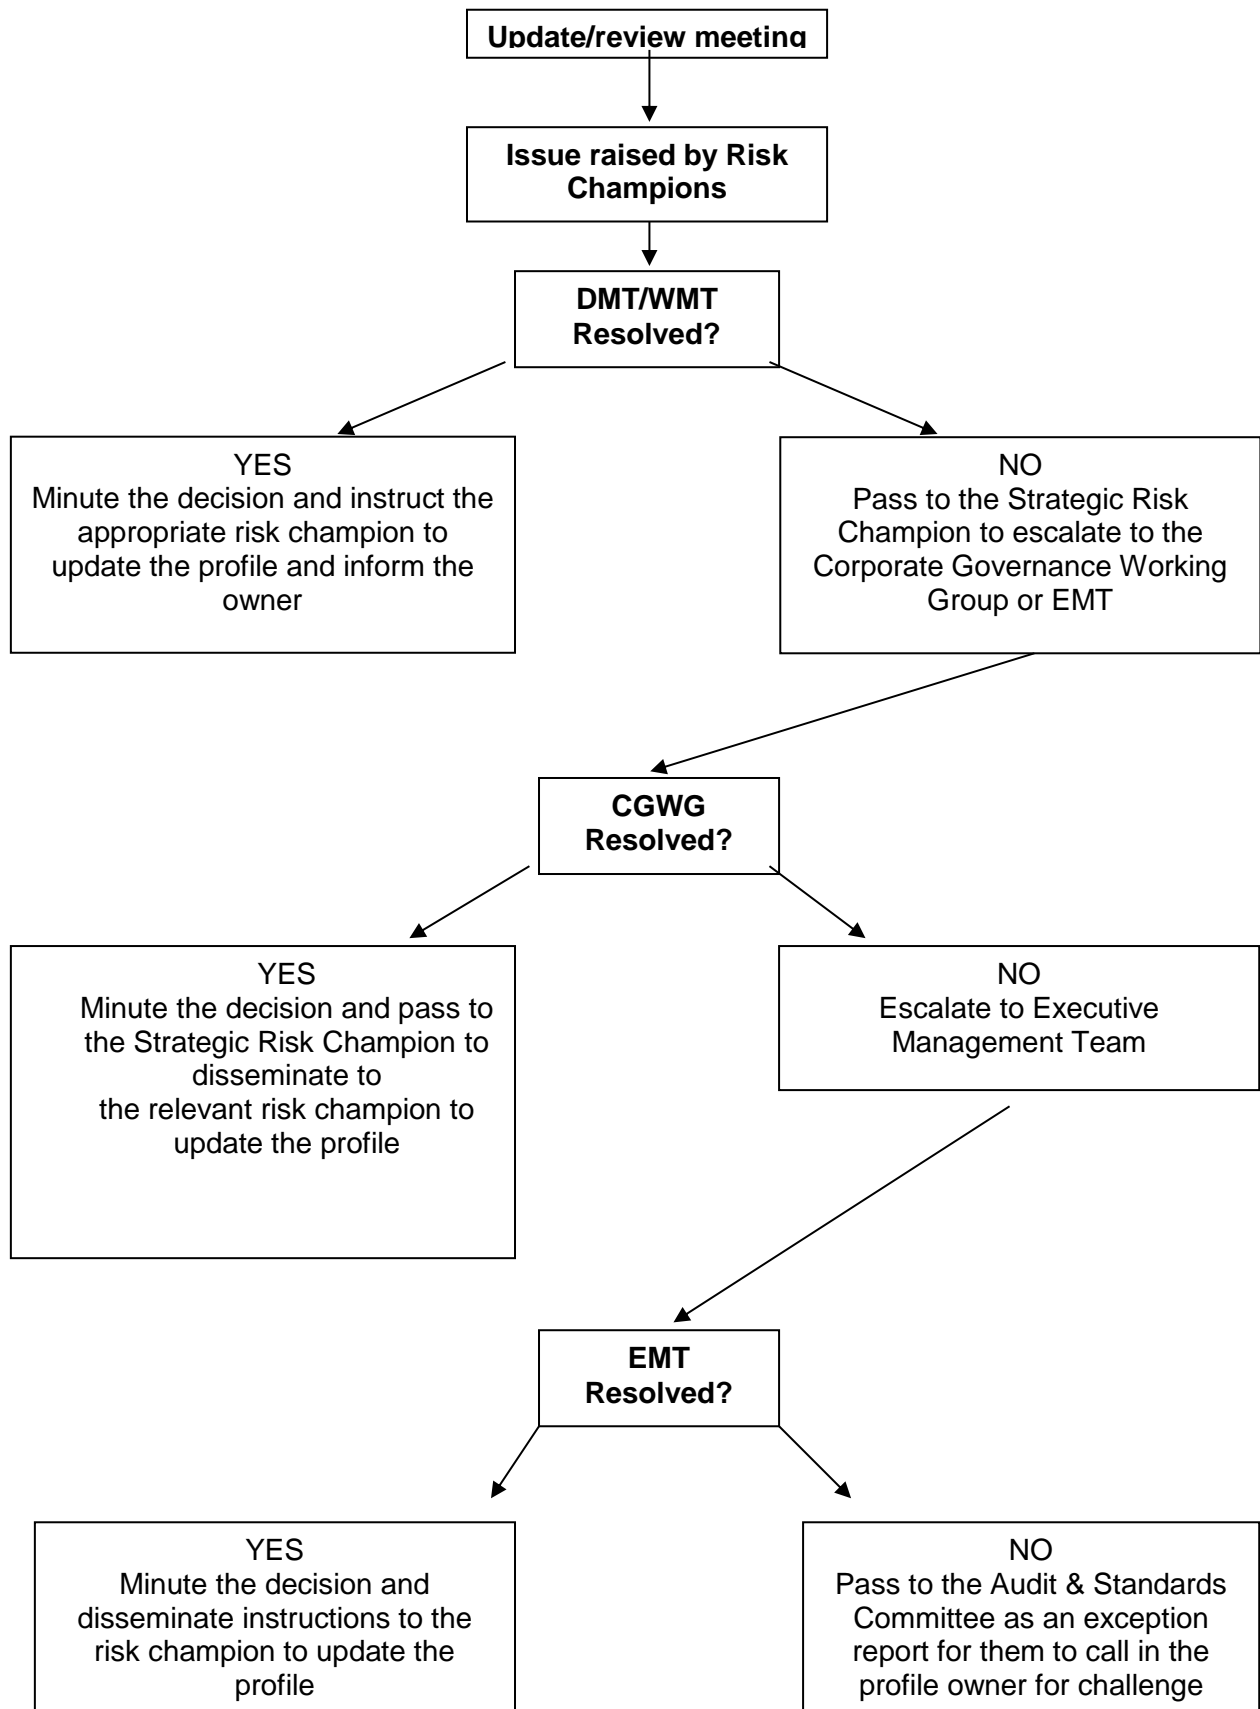 Update/review meeting
Issue raised by Risk
Champions
DMT/WMT
Resolved?
YES
Minute the decision and instruct the
appropriate risk champion to
update the profile and inform the
owner
NO
Pass to the Strategic Risk
Champion to escalate to the
Corporate Governance Working
Group or EMT
CGWG
Resolved?
YES
Minute the decision and pass to
the Strategic Risk Champion to
disseminate to
the relevant risk champion to
update the profile
NO
Escalate to Executive
Management Team
EMT
Resolved?
YES
Minute the decision and
disseminate instructions to the
risk champion to update the
profile
NO
Pass to the Audit & Standards
Committee as an exception
report for them to call in the
profile owner for challenge